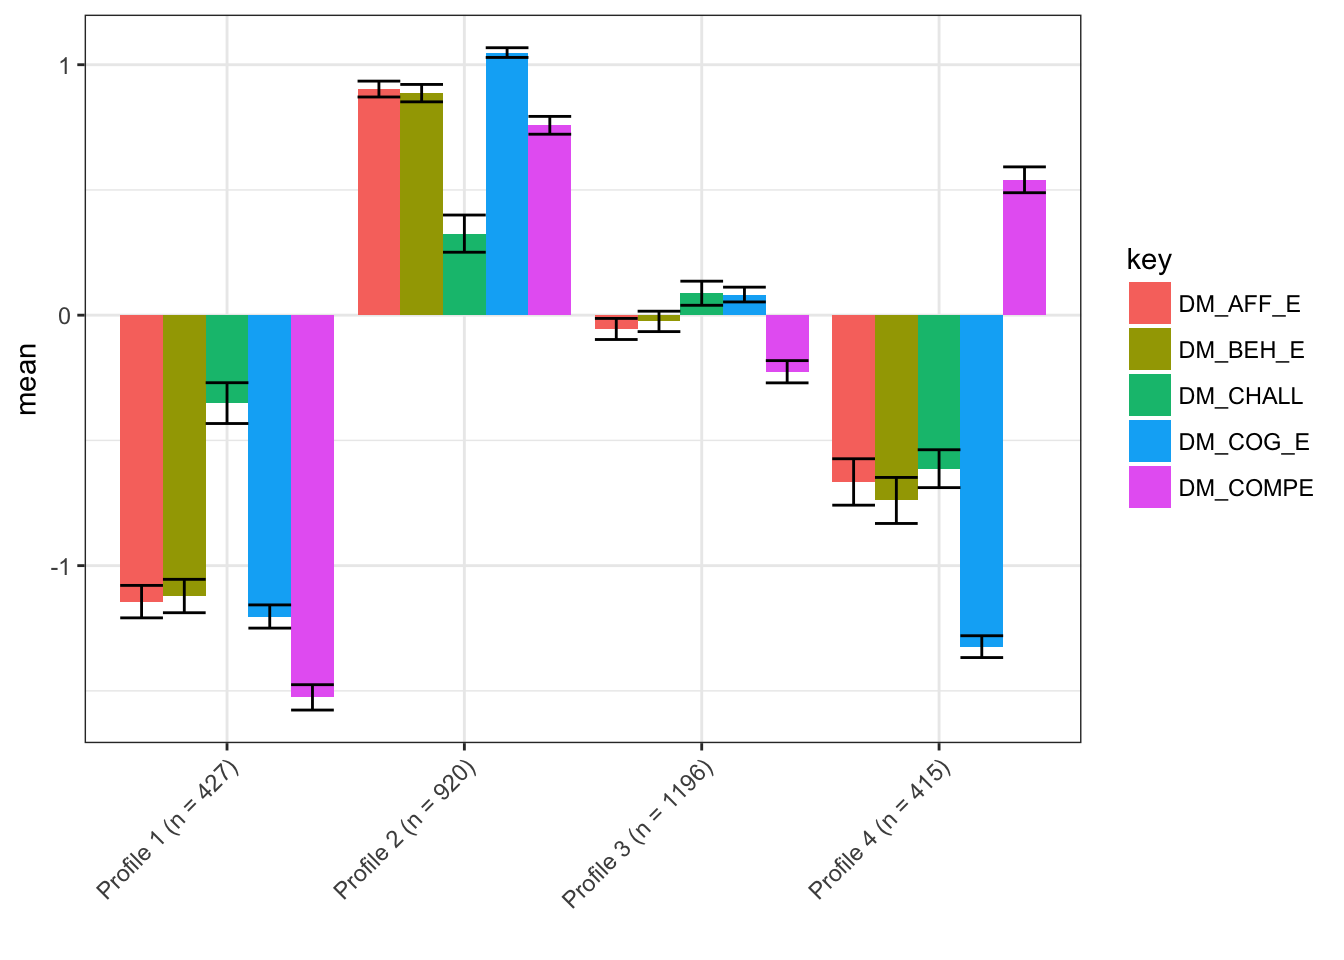 1
0
-1
mean
Profile 1 (n = 427)
Profile 2 (n = 920)
Profile 3 (n = 1196)
Profile 4 (n = 415)
key
DM_AFF_E
DM_BEH_E
DM_CHALL
DM_COG_E
DM_COMPE